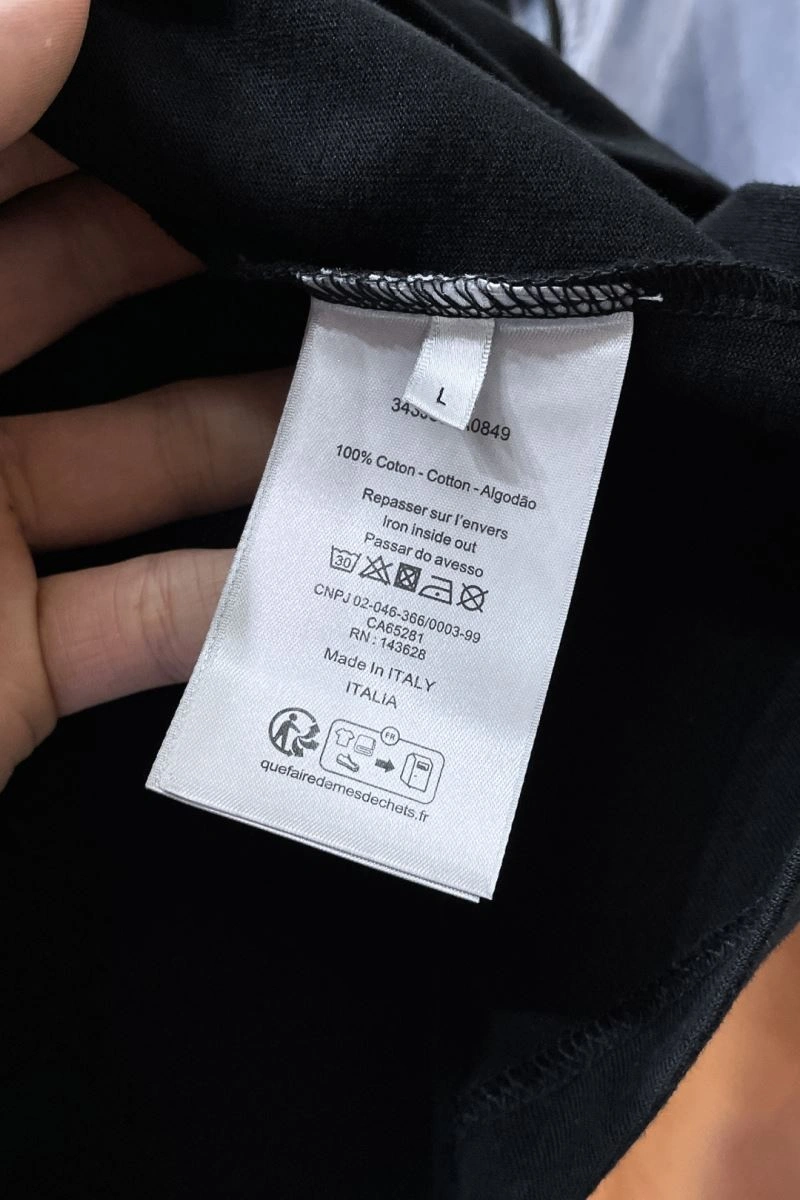 L
100% Coton - Cotton - Algodão
Repasser sur l'envers
Iron inside out
Passar do avesso
30
CNPJ 02-046-366/0003-99
CA65281
RN : 143628
Made In ITALY
ITALIA
FR
quefairedemesdechets.fr